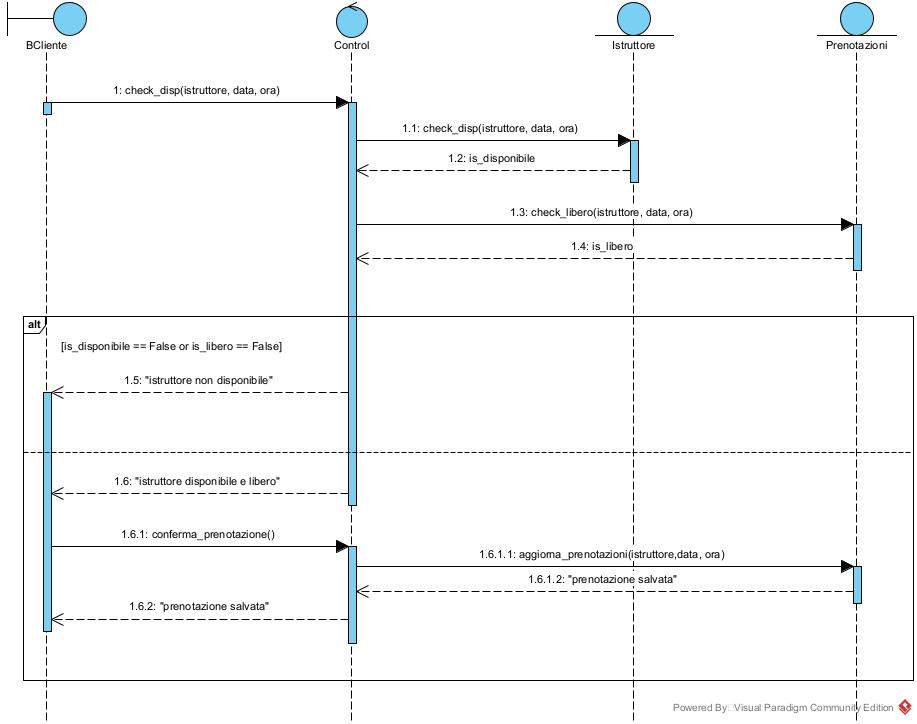 BCliente
Control
Istruttore
Prenotazioni
1: check_disp(istruttore, data, ora)
1.1: check_disp(istruttore, data, ora)
1.2: is_disponibile
1.3: check_libero(istruttore, data, ora)
1.4: is_libero
alt
[is_disponibile == False or is_libero == False]
1.5: "istruttore non disponibile"
1.6: "istruttore disponibile e libero"
1.6.1: conferma_prenotazione()
1.6.1.1: aggiorna_prenotazioni(istruttore,data, ora)
1.6.1.2: "prenotazione salvata"
1.6.2: "prenotazione salvata"
Powered By Visual Paradigm Community Edition